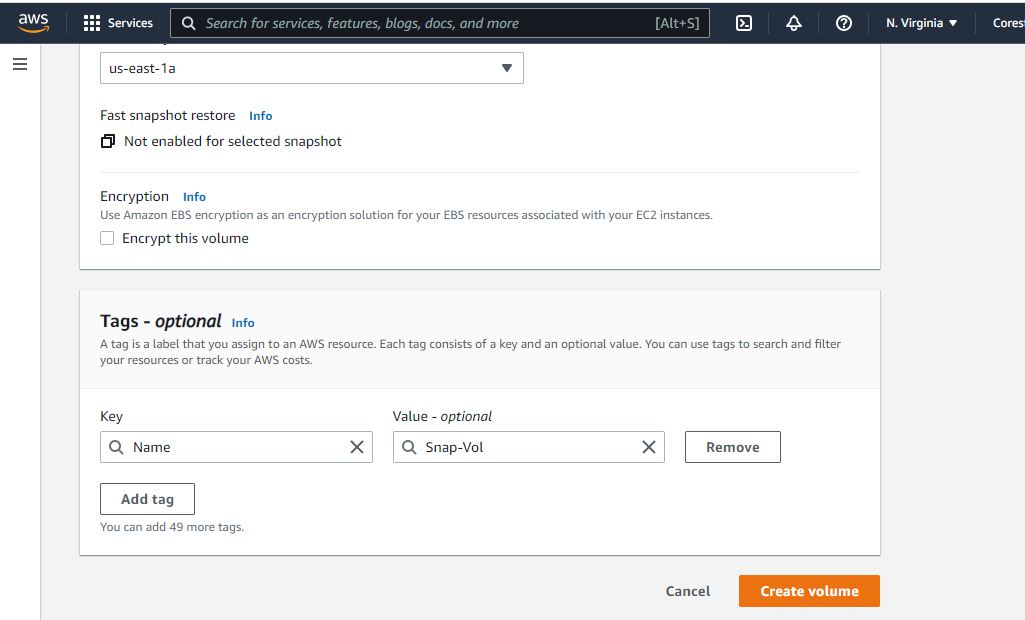 aws
Services
Search for services, features, blogs, docs, and more
[Alt+S]
N. Virginia
Corest
us-east-1a
Fast snapshot restore Info
Not enabled for selected snapshot
Encryption Info
Use Amazon EBS encryption as an encryption solution for your EBS resources associated with your EC2 instances.
Encrypt this volume
Tags - optional Info
A tag is a label that you assign to an AWS resource. Each tag consists of a key and an optional value. You can use tags to search and filter
your resources or track your AWS costs.
Key
Value - optional
Name
Snap-Vol
Remove
Add tag
You can add 49 more tags.
Cancel
Create volume